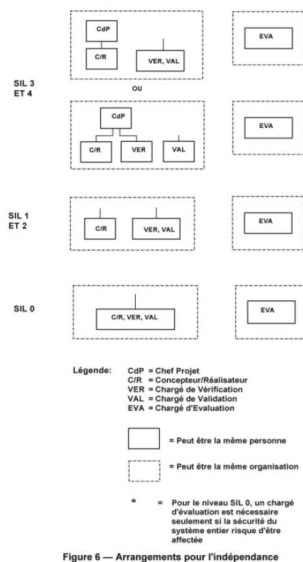 CdP
C/R
VER, VAL
EVA
SIL 3
ET 4
OU
CdP
C/R
VER
VAL
EVA
SIL 1
ET 2
C/R
VER, VAL
EVA
SIL 0
C/R, VER, VAL
EVA
Légende:
CdP = Chef Projet
C/R = Concepteur/Réalisateur
VER = Chargé de Vérification
VAL = Chargé de Validation
EVA = Chargé d'Evaluation
= Peut être la même personne
= Peut être la même organisation
* = Pour le niveau SIL 0, un chargé
d'évaluation est nécessaire
seulement si la sécurité du
système entier risque d'être
affectée
Figure 6 — Arrangements pour l'indépendance